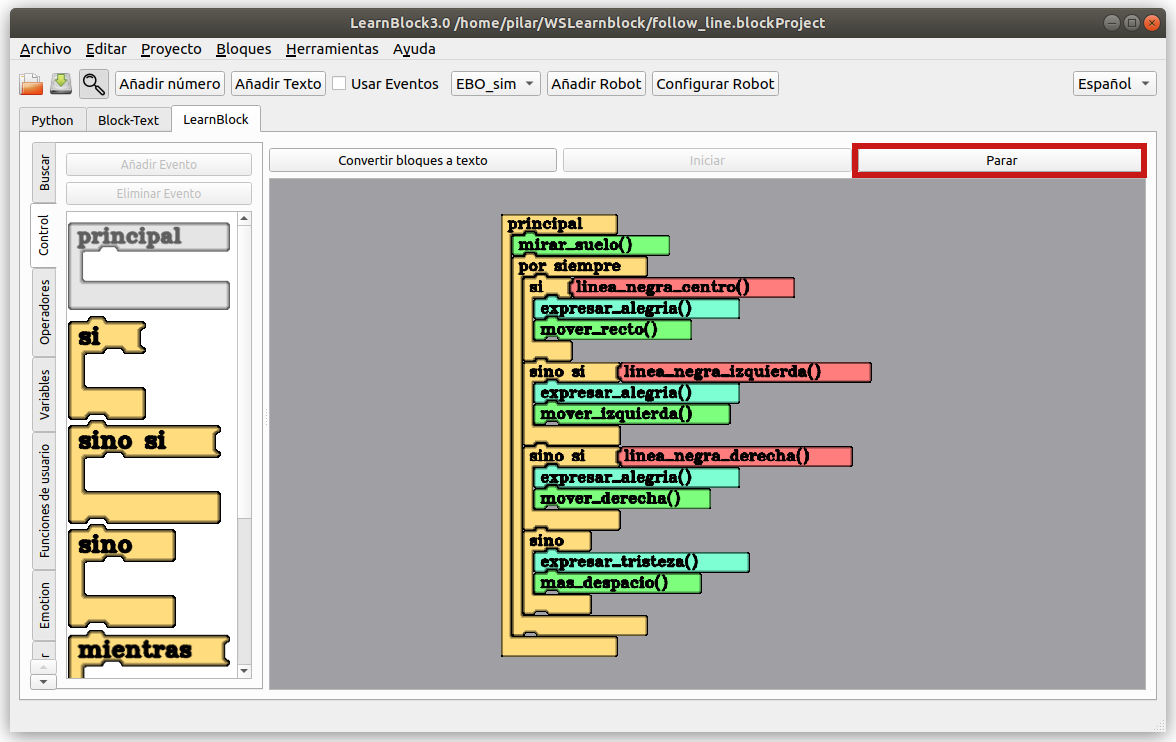 LearnBlock3.0 /home/pilar/WSLearnblock/follow_line.blockProject
Archivo Editar Proyecto Bloques Herramientas Ayuda
Añadir número Añadir Texto Usar Eventos EBO_sim Añadir Robot Configurar Robot Español
Python Block-Text LearnBlock
Buscar
Control
Operadores
Variables
Funciones de usuario
Emotion
r
Añadir Evento
Eliminar Evento
principal
si
sino si
sino
mientras
Convertir bloques a texto Iniciar Parar
principal
mirar_suelo()
por siempre
si linea_negra_centro()
expresar_alegria()
mover_recto()
sino si linea_negra_izquierda()
expresar_alegria()
mover_izquierda()
sino si linea_negra_derecha()
expresar_alegria()
mover_derecha()
sino
expresar_tristeza()
mas_despacio()